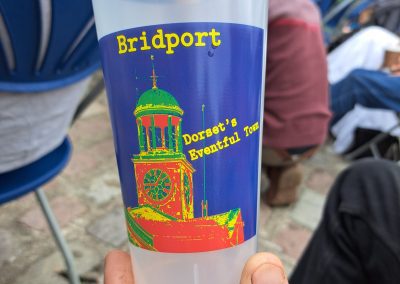 Bridport
Dorset's
Eventful Town